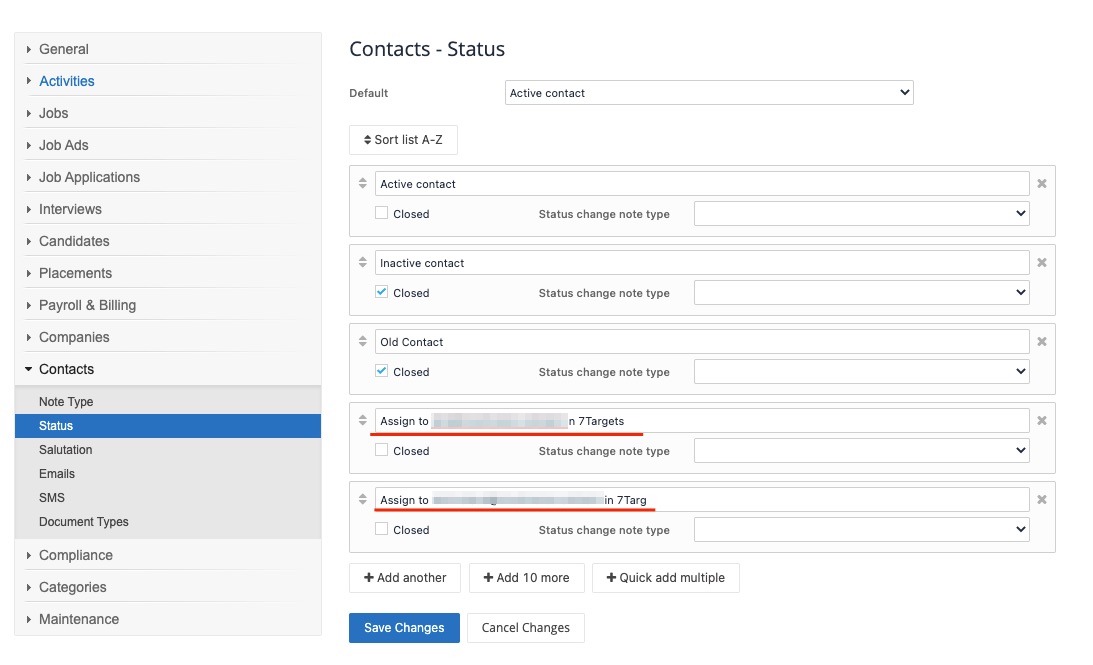 General
Activities
Jobs
Job Ads
Job Applications
Interviews
Candidates
Placements
Payroll & Billing
Companies
Contacts
Note Type
Status
Salutation
Emails
SMS
Document Types
Compliance
Categories
Maintenance
Contacts - Status
Default Active contact
Sort list A-Z
Active contact
Closed Status change note type
Inactive contact
Closed Status change note type
Old Contact
Closed Status change note type
Assign to n 7Targets
Closed Status change note type
Assign to in 7Targ
Closed Status change note type
Add another Add 10 more Quick add multiple
Save Changes Cancel Changes